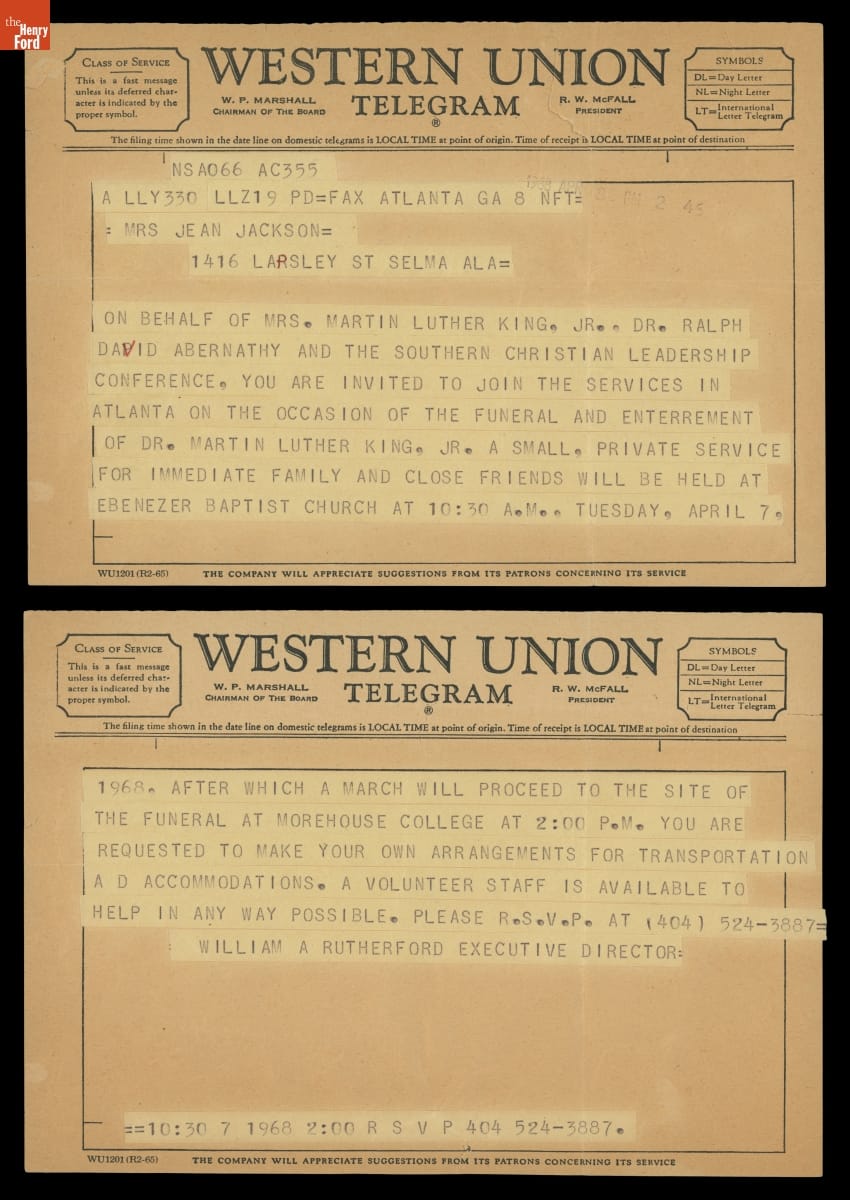 the
Henry
Ford
CLASS OF SERVICE
This is a fast message
unless its deferred char-
acter is indicated by the
proper symbol.
WESTERN UNION
W. P. MARSHALL
CHAIRMAN OF THE BOARD
TELEGRAM
®
R. W. McFALL
PRESIDENT
SYMBOLS
DL=Day Letter
NL=Night Letter
LT=International
Letter Telegram
The filing time shown in the date line on domestic telegrams is LOCAL TIME at point of origin. Time of receipt is LOCAL TIME at point of destination
NSA066 AC355
A LLY330 LLZ19 PD=FAX ATLANTA GA 8 NFT=
1968 APR 8 PM 2 45
: MRS JEAN JACKSON=
1416 LARSLEY ST SELMA ALA=
ON BEHALF OF MRS. MARTIN LUTHER KING, JR., DR. RALPH
DAVID ABERNATHY AND THE SOUTHERN CHRISTIAN LEADERSHIP
CONFERENCE, YOU ARE INVITED TO JOIN THE SERVICES IN
ATLANTA ON THE OCCASION OF THE FUNERAL AND ENTERREMENT
OF DR. MARTIN LUTHER KING, JR. A SMALL, PRIVATE SERVICE
FOR IMMEDIATE FAMILY AND CLOSE FRIENDS WILL BE HELD AT
EBENEZER BAPTIST CHURCH AT 10:30 A.M., TUESDAY, APRIL 7,
WU1201 (R2-65) THE COMPANY WILL APPRECIATE SUGGESTIONS FROM ITS PATRONS CONCERNING ITS SERVICE
CLASS OF SERVICE
This is a fast message
unless its deferred char-
acter is indicated by the
proper symbol.
WESTERN UNION
W. P. MARSHALL
CHAIRMAN OF THE BOARD
TELEGRAM
®
R. W. McFALL
PRESIDENT
SYMBOLS
DL=Day Letter
NL=Night Letter
LT=International
Letter Telegram
The filing time shown in the date line on domestic telegrams is LOCAL TIME at point of origin. Time of receipt is LOCAL TIME at point of destination
1968. AFTER WHICH A MARCH WILL PROCEED TO THE SITE OF
THE FUNERAL AT MOREHOUSE COLLEGE AT 2:00 P.M. YOU ARE
REQUESTED TO MAKE YOUR OWN ARRANGEMENTS FOR TRANSPORTATION
A D ACCOMMODATIONS. A VOLUNTEER STAFF IS AVAILABLE TO
HELP IN ANY WAY POSSIBLE. PLEASE R.S.V.P. AT (404) 524-3887=
: WILLIAM A RUTHERFORD EXECUTIVE DIRECTOR=
==10:30 7 1968 2:00 R S V P 404 524-3887.
WU1201 (R2-65) THE COMPANY WILL APPRECIATE SUGGESTIONS FROM ITS PATRONS CONCERNING ITS SERVICE